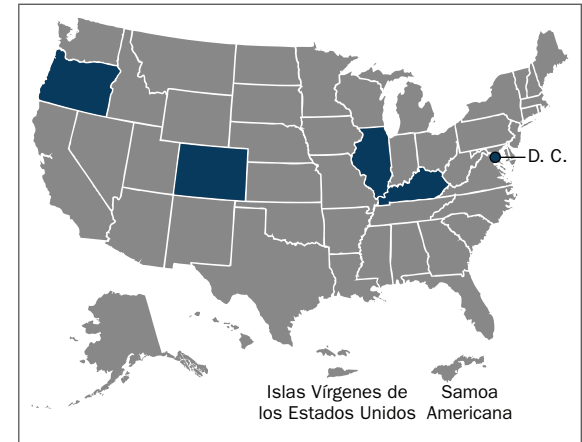 D. C.
Islas Vírgenes de
los Estados Unidos
Samoa
Americana